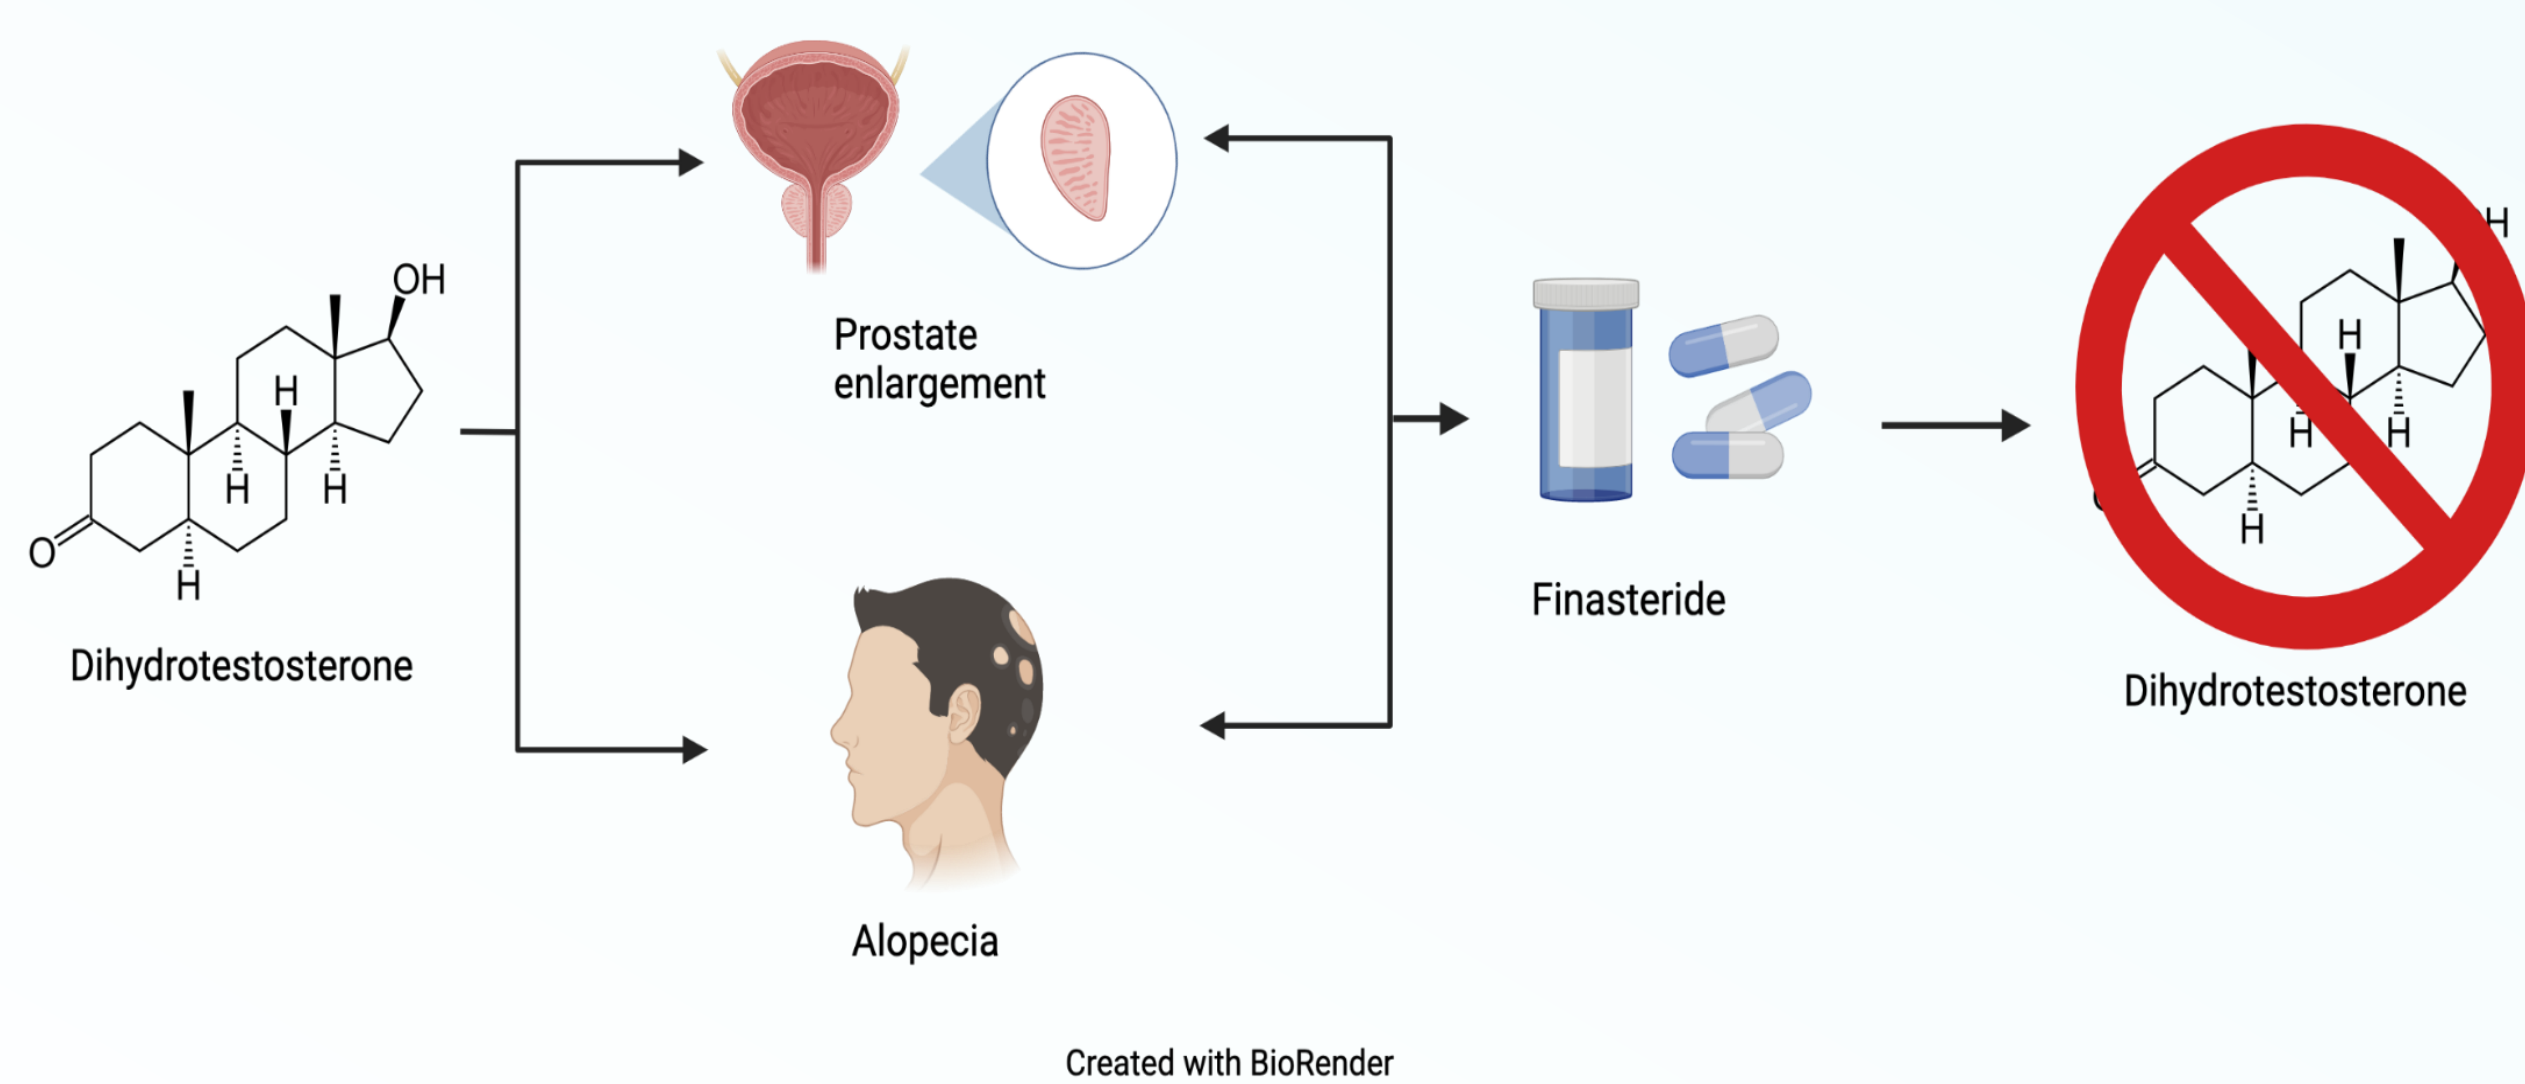 OH
H
H
H
O
H
Dihydrotestosterone
Prostate
enlargement
Alopecia
Finasteride
H
H
H
H
H
Dihydrotestosterone
Created with BioRender